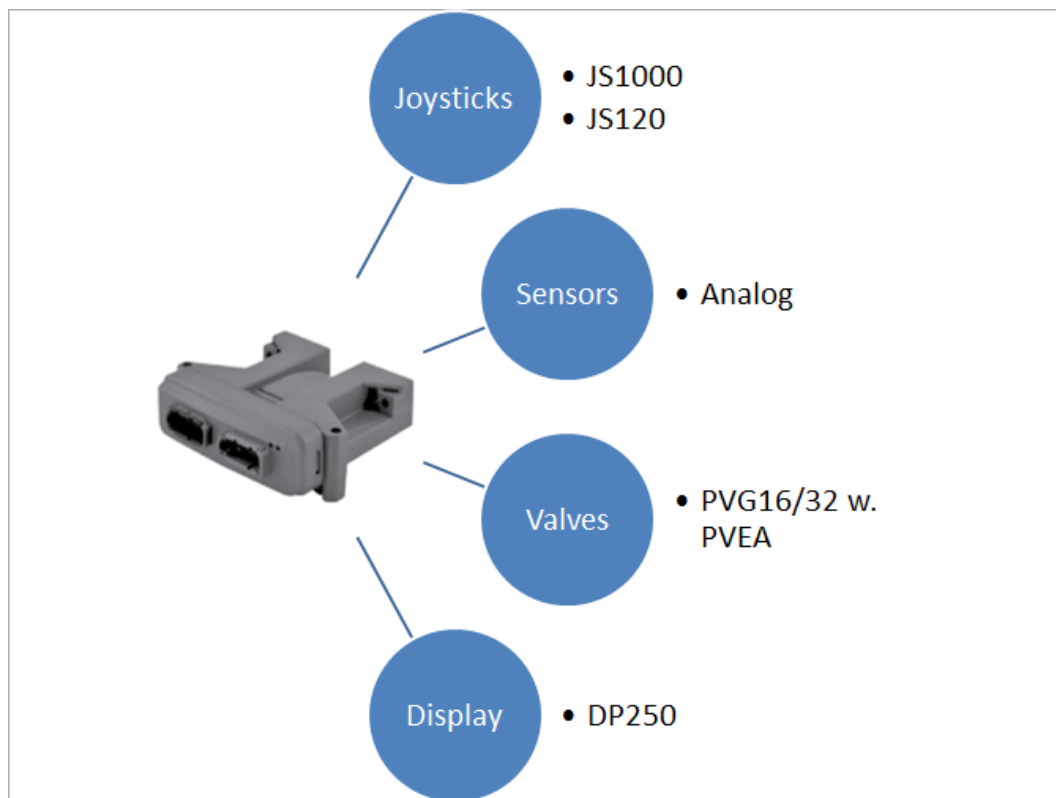 Joysticks
• JS1000
• JS120
Sensors
• Analog
Valves
• PVG16/32 w.
PVEA
Display
• DP250